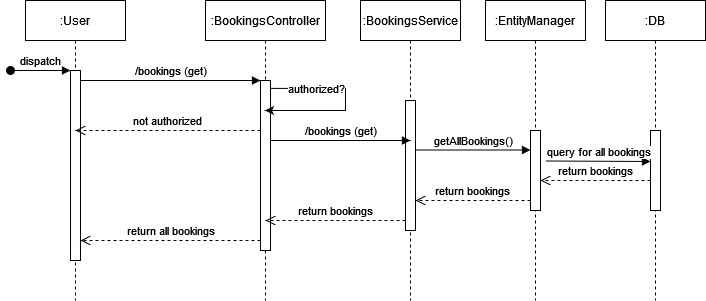 :User
:BookingsController
:BookingsService
:EntityManager
:DB
dispatch
/bookings (get)
authorized?
not authorized
/bookings (get)
getAllBookings()
query for all bookings
return bookings
return bookings
return bookings
return all bookings